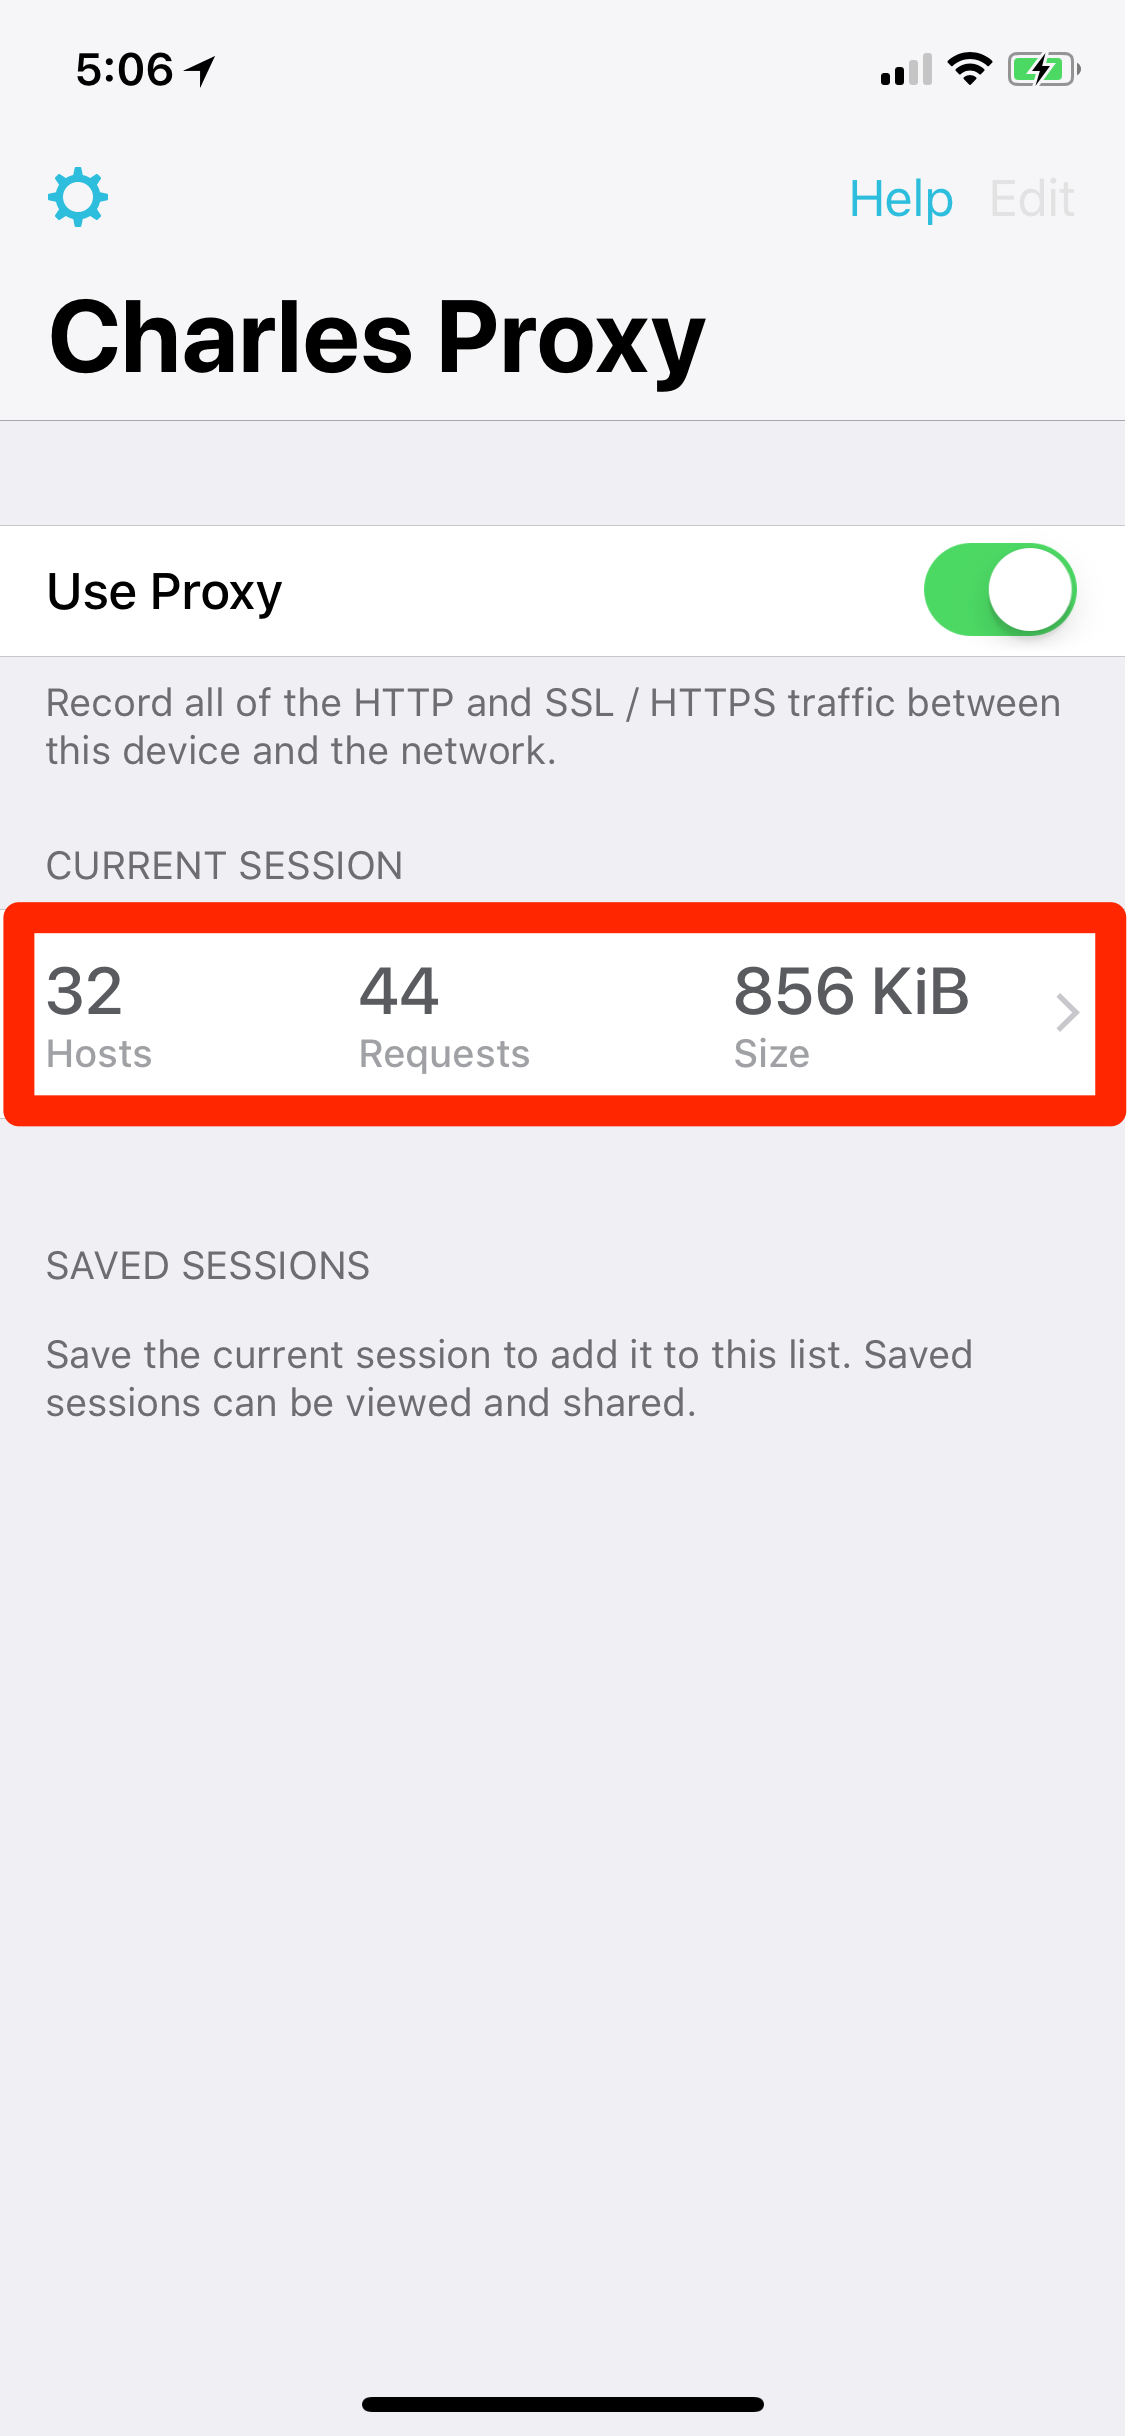 5:06
Help Edit
Charles Proxy
Use Proxy
Record all of the HTTP and SSL / HTTPS traffic between
this device and the network.
CURRENT SESSION
32 44 856 KiB
Hosts Requests Size
SAVED SESSIONS
Save the current session to add it to this list. Saved
sessions can be viewed and shared.